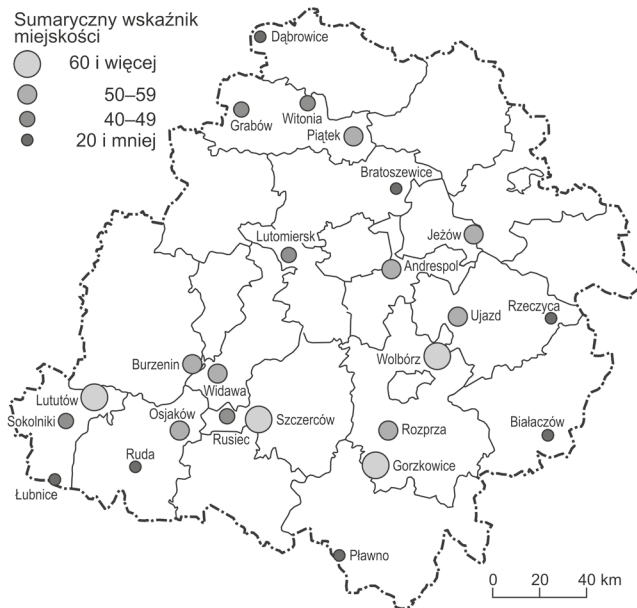 Sumaryczny wskaźnik
miejskości
60 i więcej
50–59
40–49
20 i mniej
Dąbrowice
Grabów
Witonia
Piątek
Bratoszewice
Lutomiersk
Jeżów
Andrespol
Ujazd
Rzeczyca
Wolbórz
Burzenin
Widawa
Lututów
Sokolniki
Osjaków
Rusiec
Szczerców
Rozprza
Białaczów
Ruda
Gorzkowice
Łubnice
Pławno
0 20 40 km